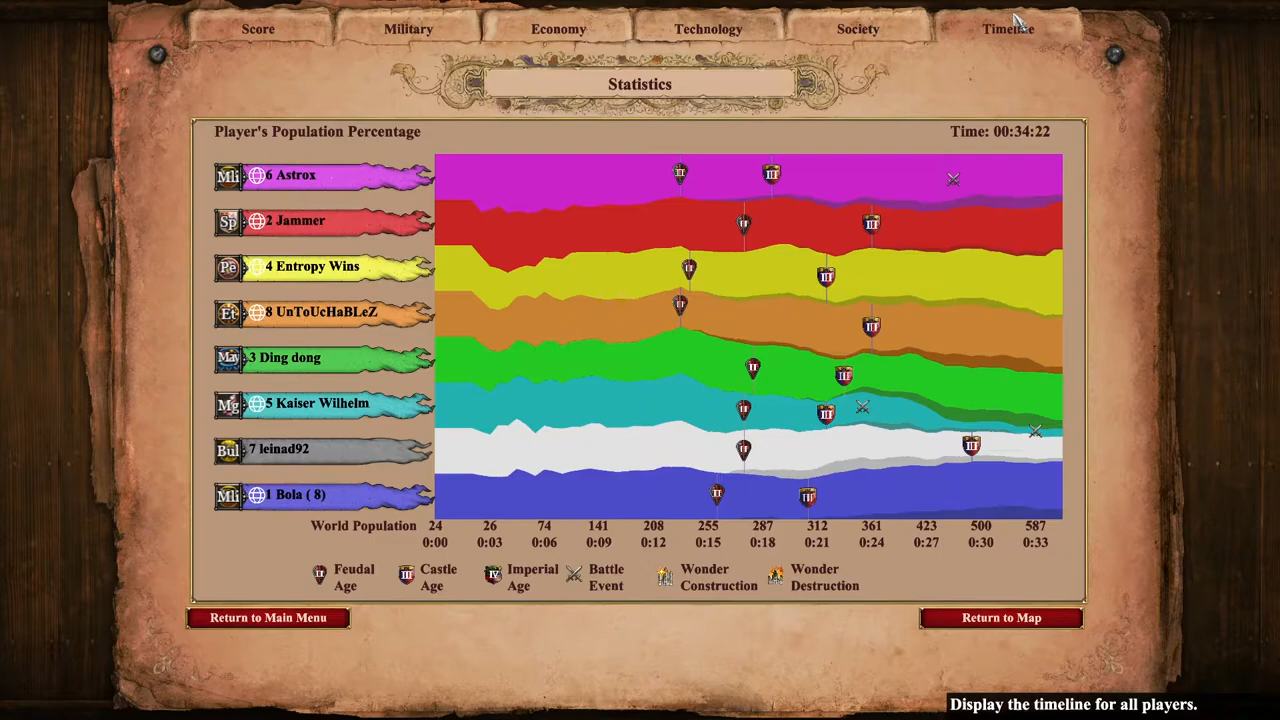 Score Military Economy Technology Society Timeline
Statistics
Player's Population Percentage Time: 00:34:22
Mli 6 Astrox
Sp 2 Jammer
Pe 4 Entropy Wins
Et 8 UnToUcHaBLeZ
May 3 Ding dong
Mg 5 Kaiser Wilhelm
Bul 7 leinad92
Mli 1 Bola ( 8)
World Population 24 26 74 141 208 255 287 312 361 423 500 587
0:00 0:03 0:06 0:09 0:12 0:15 0:18 0:21 0:24 0:27 0:30 0:33
II Feudal Age
III Castle Age
IV Imperial Age
Battle Event
Wonder Construction
Wonder Destruction
Return to Main Menu Return to Map
Display the timeline for all players.